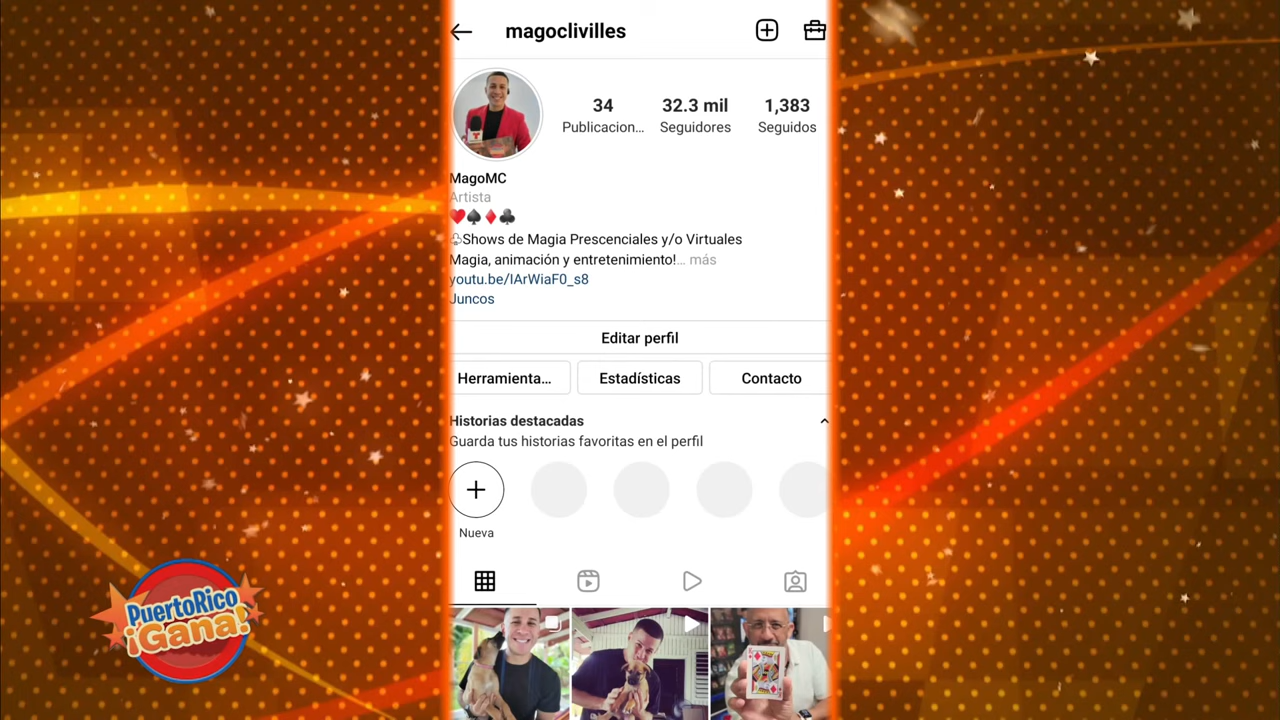 magoclivilles
34
32.3 mil
1,383
Publicacion...
Seguidores
Seguidos
MagoMC
Artista
♥️♠️♦️♣️
♧Shows de Magia Prescenciales y/o Virtuales
Magia, animación y entretenimiento!... más
youtu.be/IArWiaF0_s8
Juncos
Editar perfil
Herramienta...
Estadísticas
Contacto
Historias destacadas
Guarda tus historias favoritas en el perfil
Nueva
PuertoRico
¡Gana!